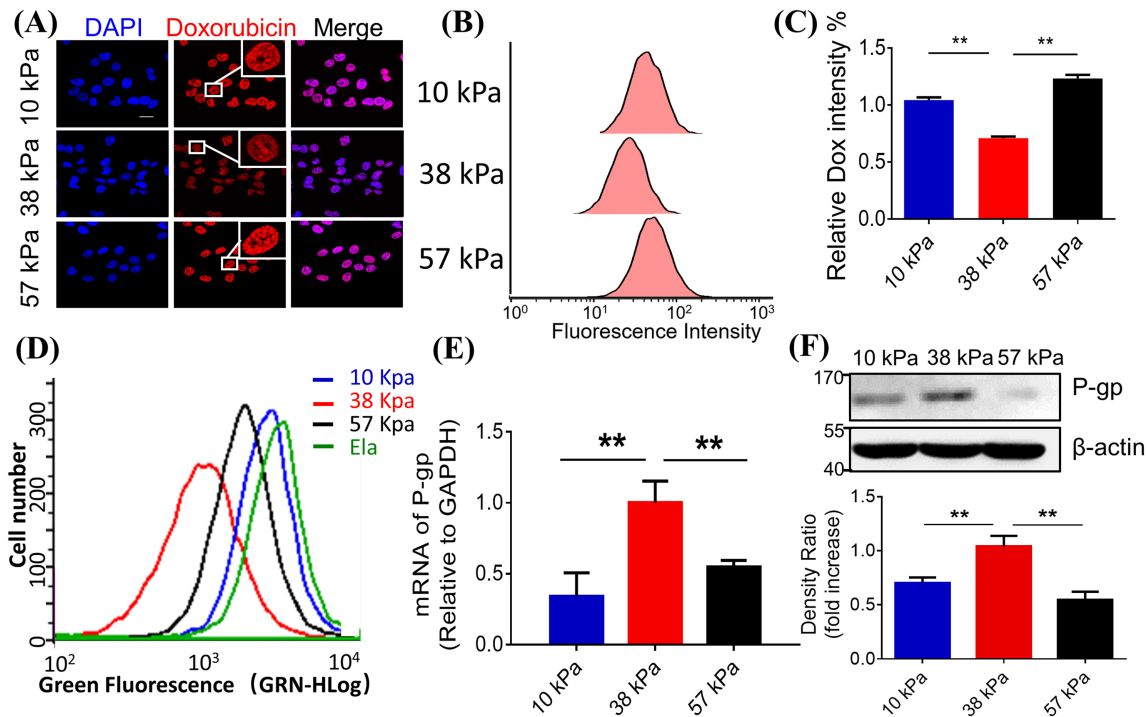 (A)
DAPI Doxorubicin Merge
10 kPa
38 kPa
57 kPa
(B)
10 kPa
38 kPa
57 kPa
10⁰ 10¹ 10² 10³
Fluorescence Intensity
(C)
Relative Dox intensity %
1.5
1.0
0.5
0.0
** **
10 kPa 38 kPa 57 kPa
(D)
Cell number
300
200
100
0
10 Kpa
38 Kpa
57 Kpa
Ela
10² 10³ 10⁴
Green Fluorescence (GRN-HLog)
(E)
mRNA of P-gp
(Relative to GAPDH)
1.5
1.0
0.5
0.0
** **
10 kPa 38 kPa 57 kPa
(F)
10 kPa 38 kPa 57 kPa
170
P-gp
55
β-actin
40
Density Ratio
(fold increase)
1.5
1.0
0.5
0.0
** **
10 kPa 38 kPa 57 kPa